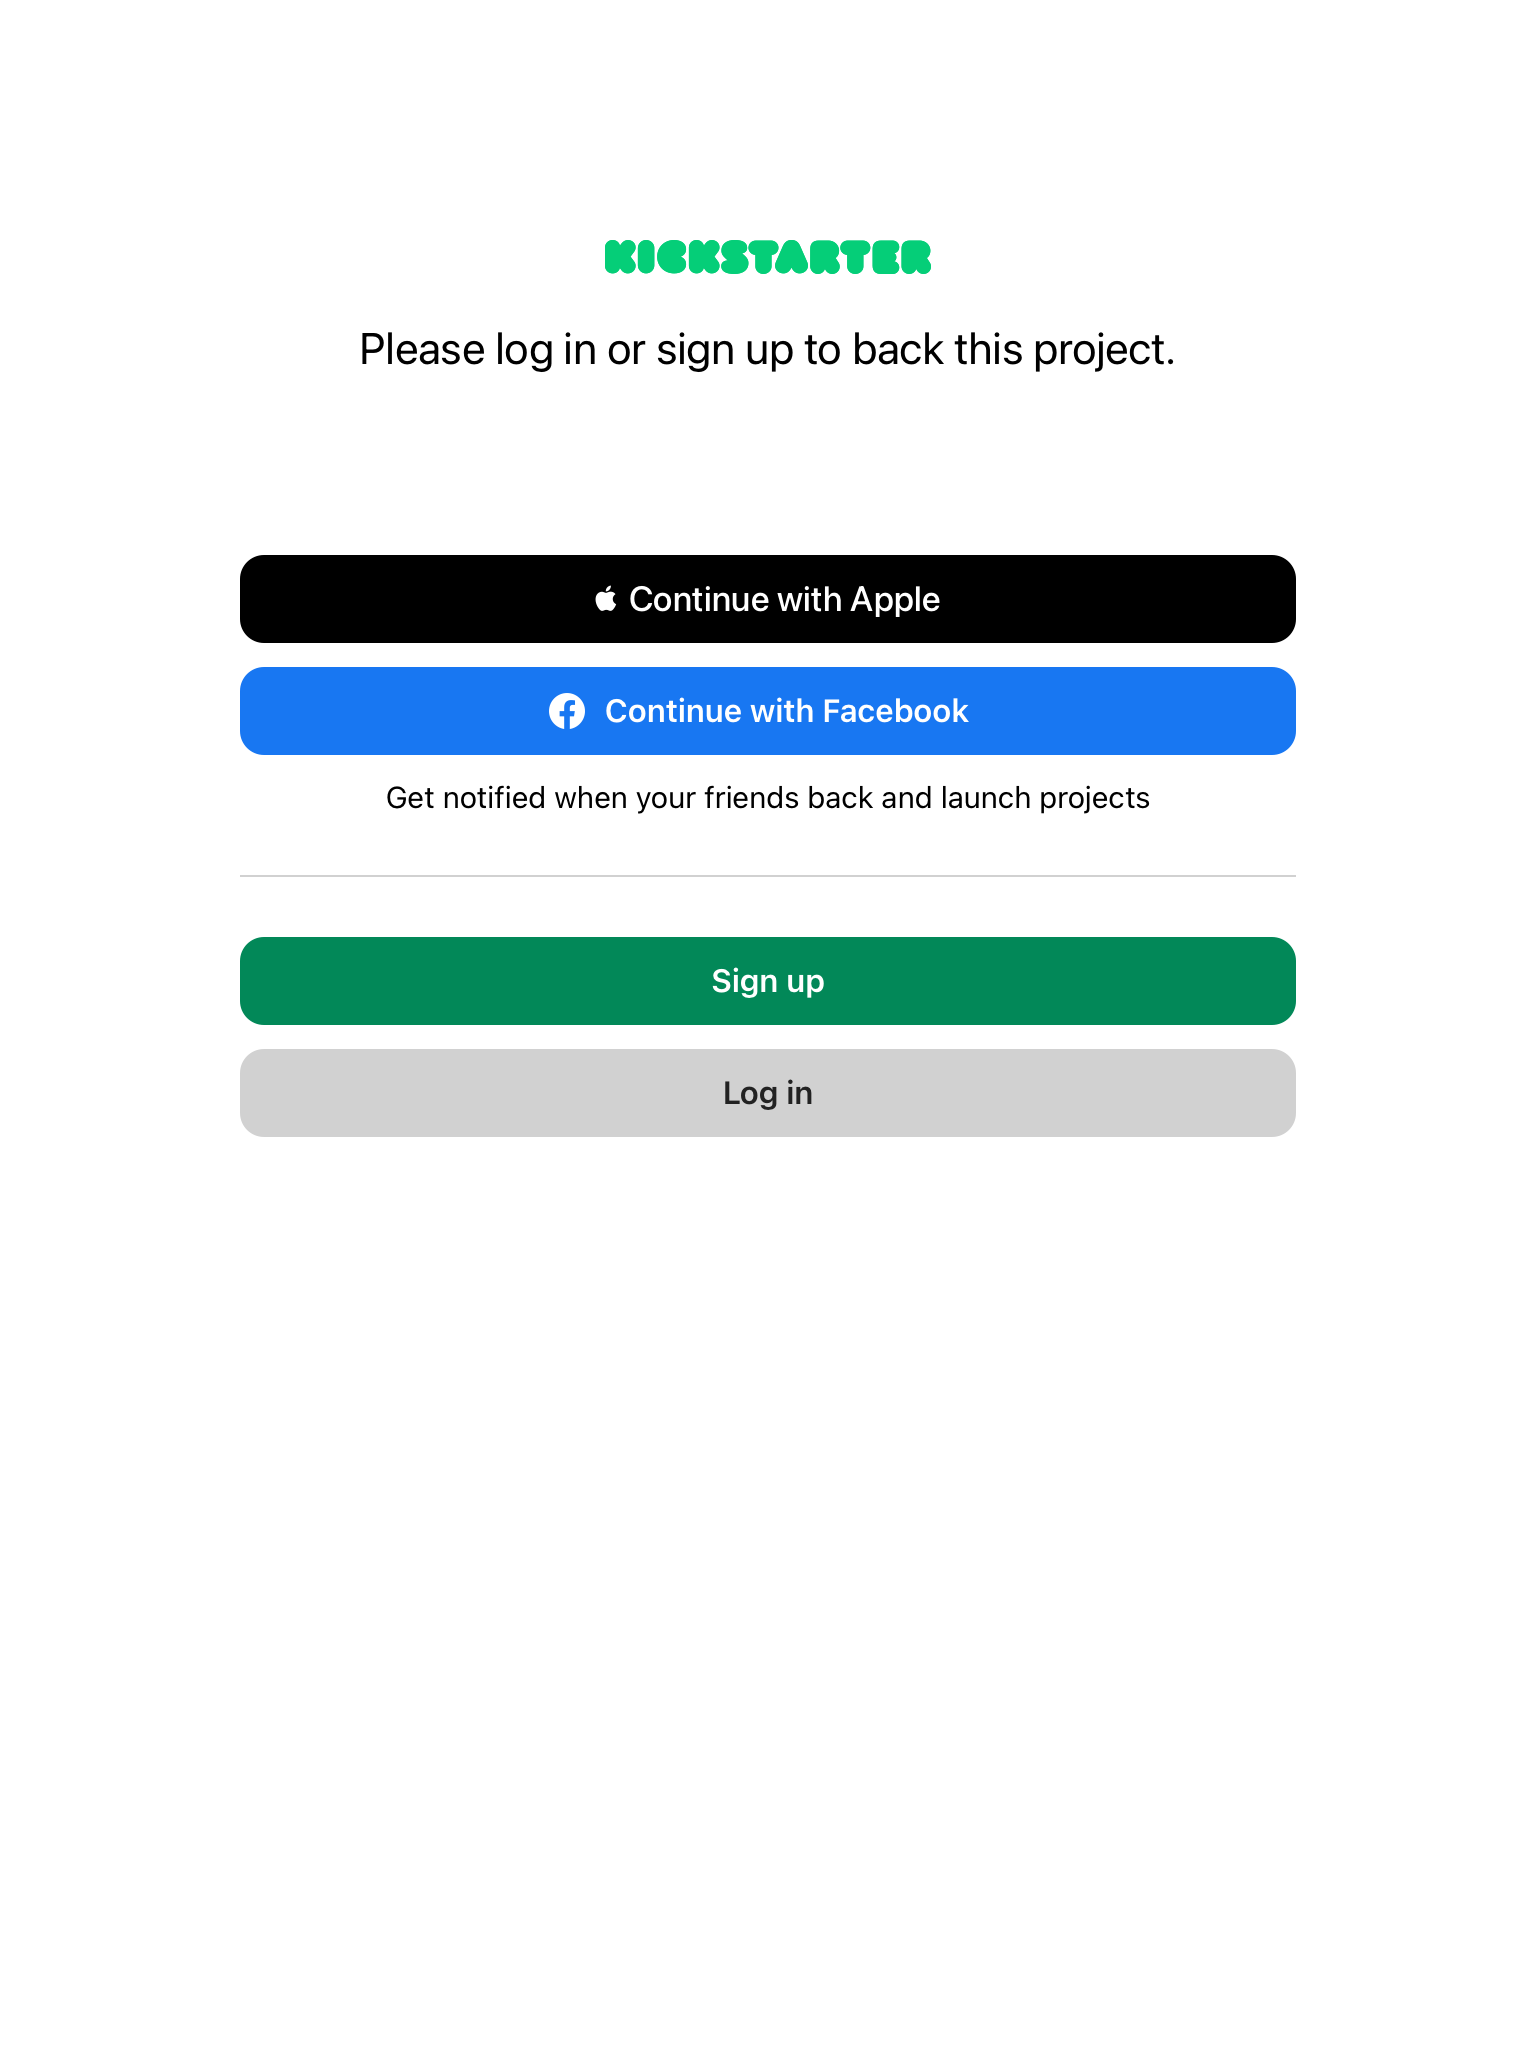 KICKSTARTER
Please log in or sign up to back this project.
Continue with Apple
Continue with Facebook
Get notified when your friends back and launch projects
Sign up
Log in